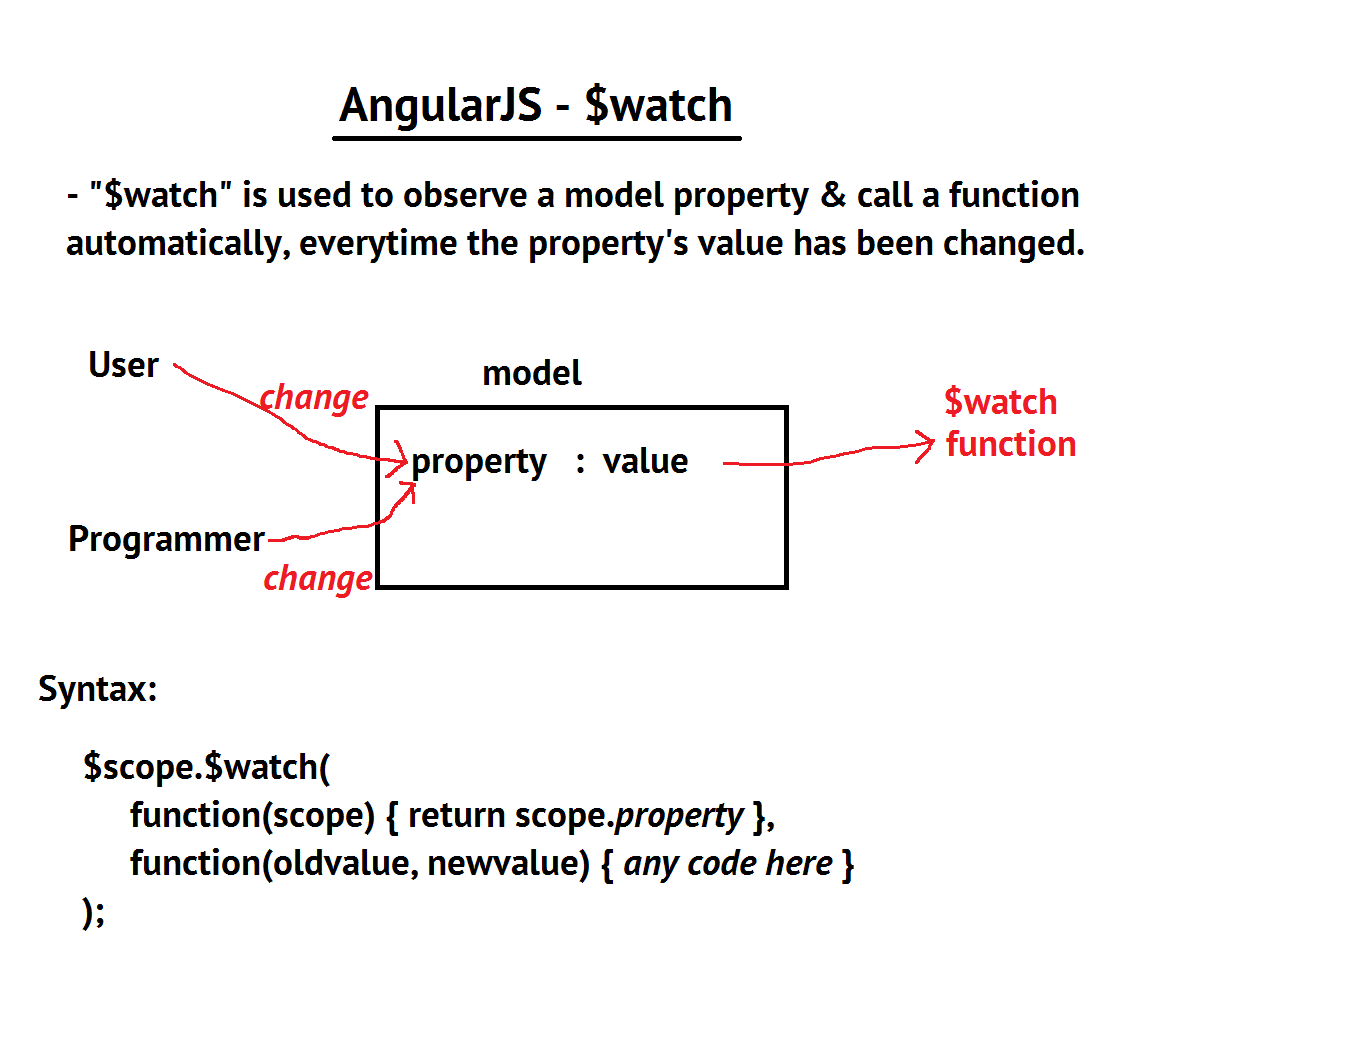 AngularJS - $watch
- "$watch" is used to observe a model property & call a function
automatically, everytime the property's value has been changed.
User
change
model
$watch
function
property : value
Programmer
change
Syntax:
$scope.$watch(
function(scope) { return scope.property },
function(oldvalue, newvalue) { any code here }
);